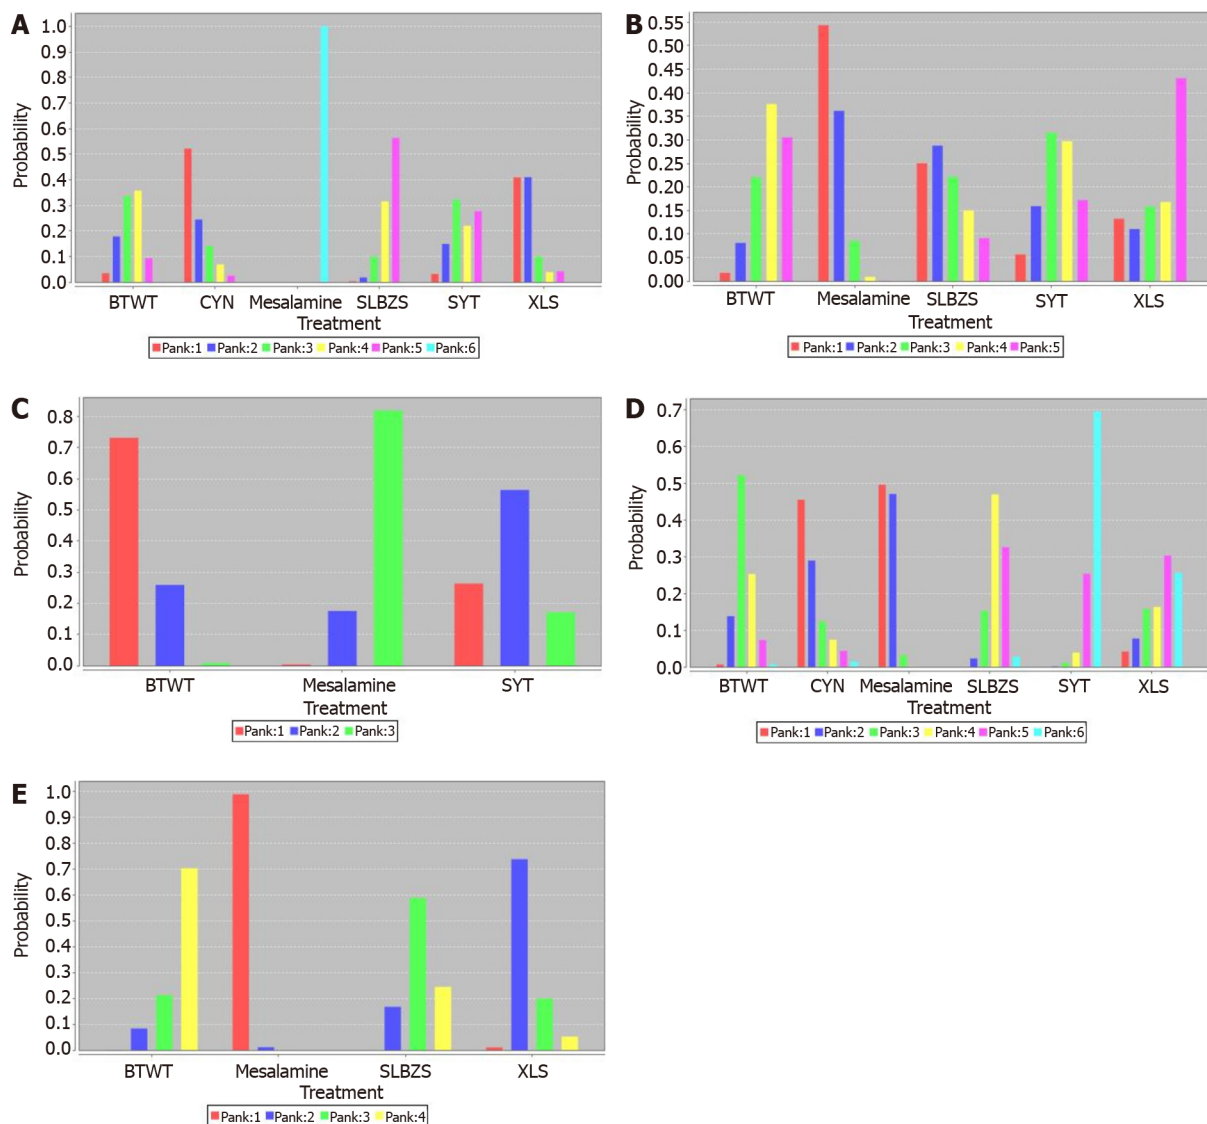 A
Probability
1.0
0.9
0.8
0.7
0.6
0.5
0.4
0.3
0.2
0.1
0.0
BTWT CYN Mesalamine SLBZS SYT XLS
Treatment
Pank:1 Pank:2 Pank:3 Pank:4 Pank:5 Pank:6
B
Probability
0.55
0.50
0.45
0.40
0.35
0.30
0.25
0.20
0.15
0.10
0.05
0.00
BTWT Mesalamine SLBZS SYT XLS
Treatment
Pank:1 Pank:2 Pank:3 Pank:4 Pank:5
C
Probability
0.8
0.7
0.6
0.5
0.4
0.3
0.2
0.1
0.0
BTWT Mesalamine SYT
Treatment
Pank:1 Pank:2 Pank:3
D
Probability
0.7
0.6
0.5
0.4
0.3
0.2
0.1
0.0
BTWT CYN Mesalamine SLBZS SYT XLS
Treatment
Pank:1 Pank:2 Pank:3 Pank:4 Pank:5 Pank:6
E
Probability
1.0
0.9
0.8
0.7
0.6
0.5
0.4
0.3
0.2
0.1
0.0
BTWT Mesalamine SLBZS XLS
Treatment
Pank:1 Pank:2 Pank:3 Pank:4